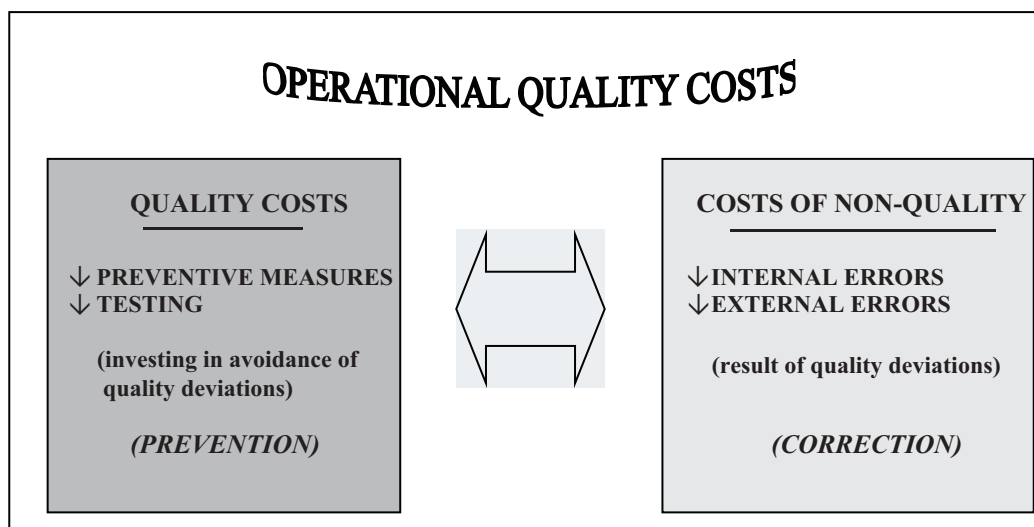 OPERATIONAL QUALITY COSTS
QUALITY COSTS
↓ PREVENTIVE MEASURES
↓ TESTING
(investing in avoidance of
quality deviations)
(PREVENTION)
COSTS OF NON-QUALITY
↓ INTERNAL ERRORS
↓ EXTERNAL ERRORS
(result of quality deviations)
(CORRECTION)